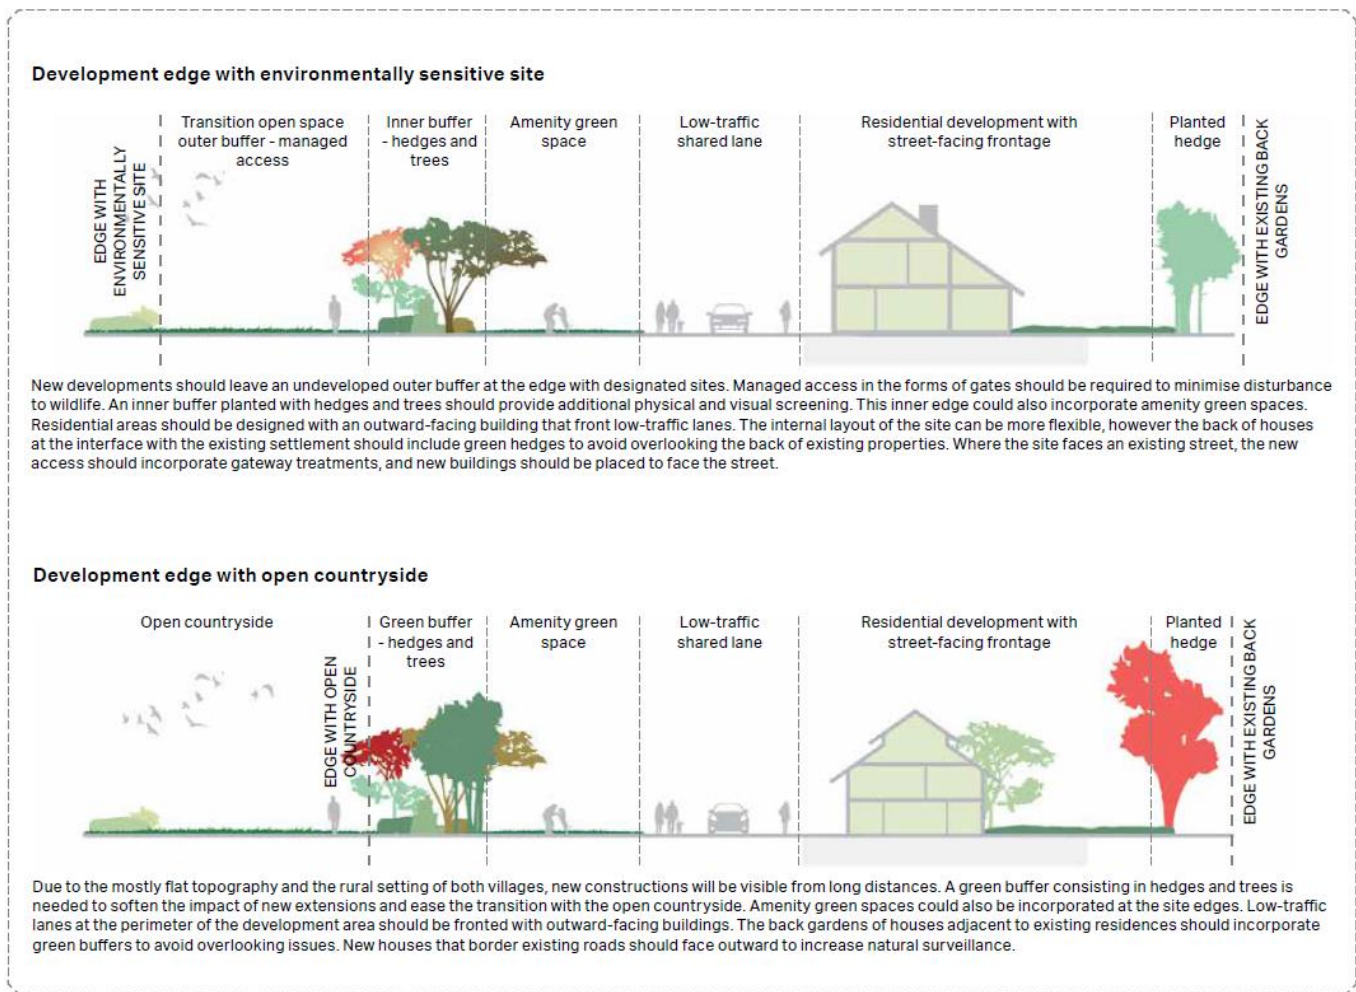 Development edge with environmentally sensitive site
EDGE WITH
ENVIRONMENTALLY
SENSITIVE SITE
Transition open space
outer buffer - managed
access
Inner buffer
- hedges and
trees
Amenity green
space
Low-traffic
shared lane
Residential development with
street-facing frontage
Planted
hedge
EDGE WITH EXISTING BACK
GARDENS
New developments should leave an undeveloped outer buffer at the edge with designated sites. Managed access in the forms of gates should be required to minimise disturbance
to wildlife. An inner buffer planted with hedges and trees should provide additional physical and visual screening. This inner edge could also incorporate amenity green spaces.
Residential areas should be designed with an outward-facing building that front low-traffic lanes. The internal layout of the site can be more flexible, however the back of houses
at the interface with the existing settlement should include green hedges to avoid overlooking the back of existing properties. Where the site faces an existing street, the new
access should incorporate gateway treatments, and new buildings should be placed to face the street.
Development edge with open countryside
Open countryside
EDGE WITH OPEN
COUNTRYSIDE
Green buffer
- hedges and
trees
Amenity green
space
Low-traffic
shared lane
Residential development with
street-facing frontage
Planted
hedge
EDGE WITH EXISTING BACK
GARDENS
Due to the mostly flat topography and the rural setting of both villages, new constructions will be visible from long distances. A green buffer consisting in hedges and trees is
needed to soften the impact of new extensions and ease the transition with the open countryside. Amenity green spaces could also be incorporated at the site edges. Low-traffic
lanes at the perimeter of the development area should be fronted with outward-facing buildings. The back gardens of houses adjacent to existing residences should incorporate
green buffers to avoid overlooking issues. New houses that border existing roads should face outward to increase natural surveillance.